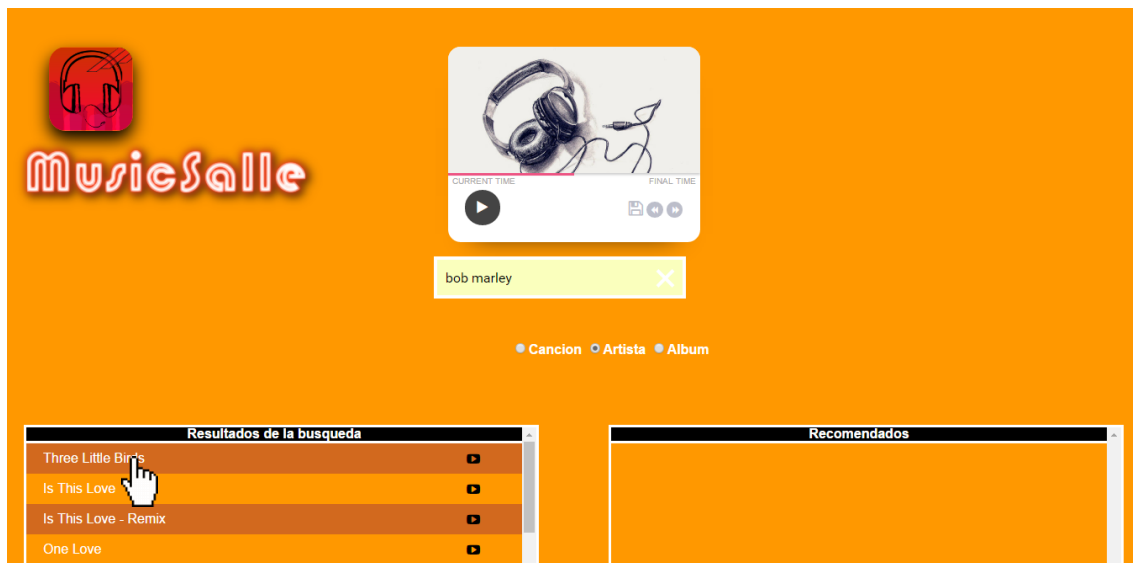 MusicSalle
CURRENT TIME FINAL TIME
bob marley
Cancion Artista Album
Resultados de la busqueda
Three Little Birds
Is This Love
Is This Love - Remix
One Love
Recomendados